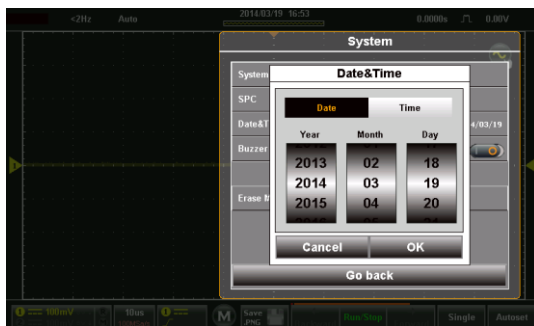 <2Hz Auto 2014/03/19 16:53 0.0000s 0.00V
System
System
Date&Time
SPC
Date Time
Date&T 4/03/19
Year Month Day
Buzzer
2013 02 18
2014 03 19
2015 04 20
Erase M
Cancel OK
Go back
100mV 10us M Save Run/Stop Single Autoset
.PNG